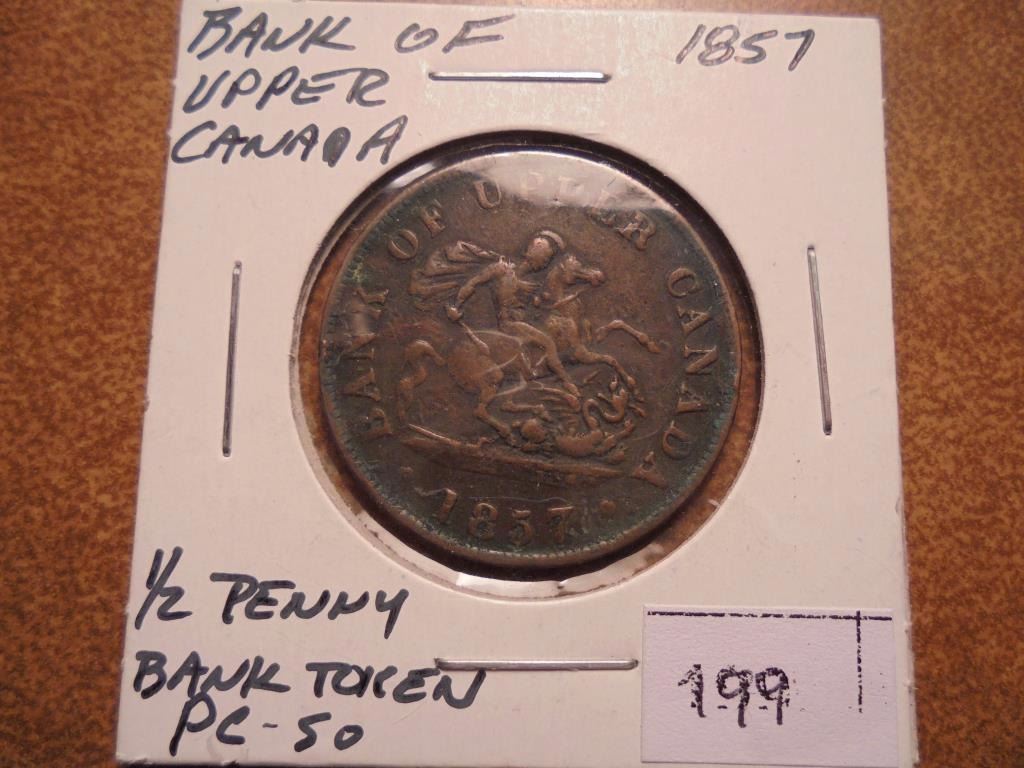 BANK OF
UPPER
CANADA
1857
BANK OF UPPER CANADA
1857
1/2 PENNY
BANK TOKEN
PC-50
199